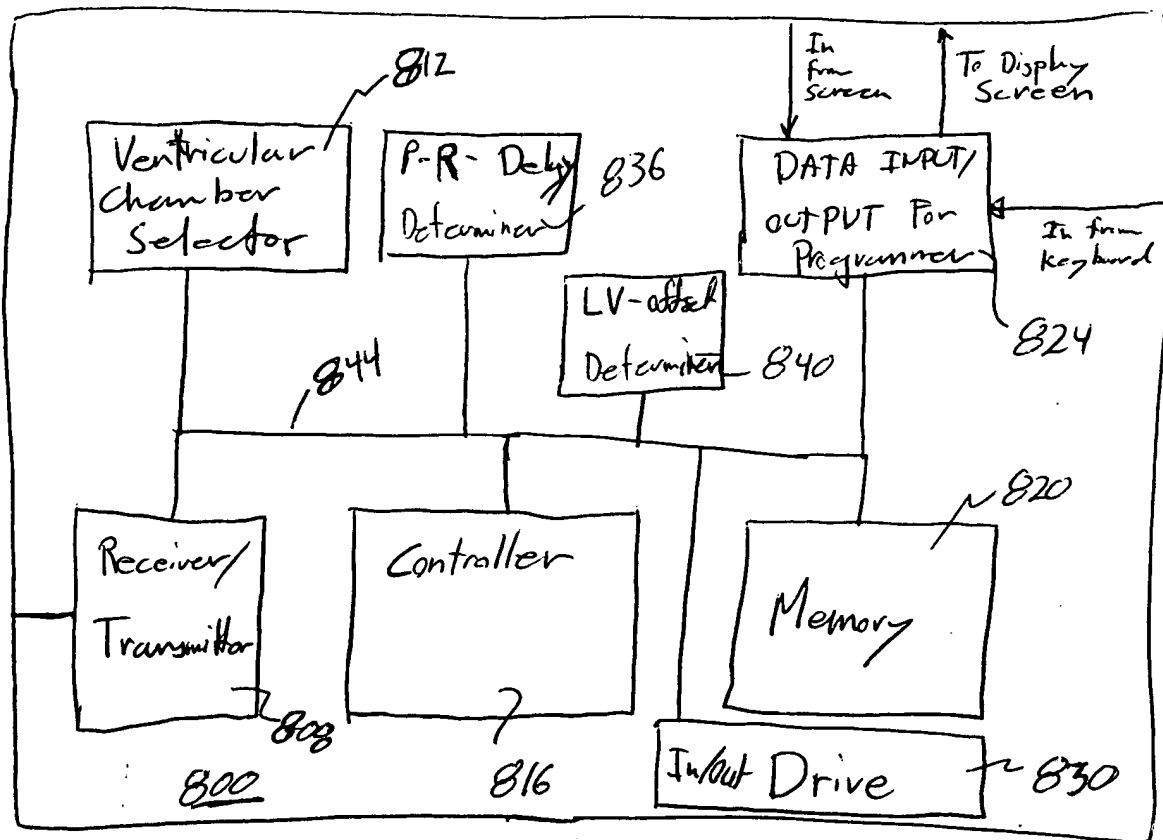 812
Ventricular
Chamber
Selector
P-R- Delay
Determiner
836
In
from
screen
To Display
Screen
DATA INPUT/
OUTPUT For
Programmer
In from
Keyboard
824
LV-offset
Determiner
840
844
Receiver/
Transmitter
808
800
Controller
816
820
Memory
In/out Drive
830